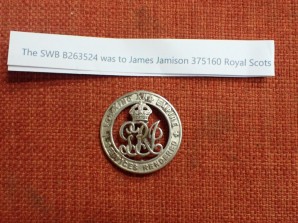 The SWB B263524 was to James Jamison 375160 Royal Scots
FOR KING AND EMPIRE
SERVICES RENDERED